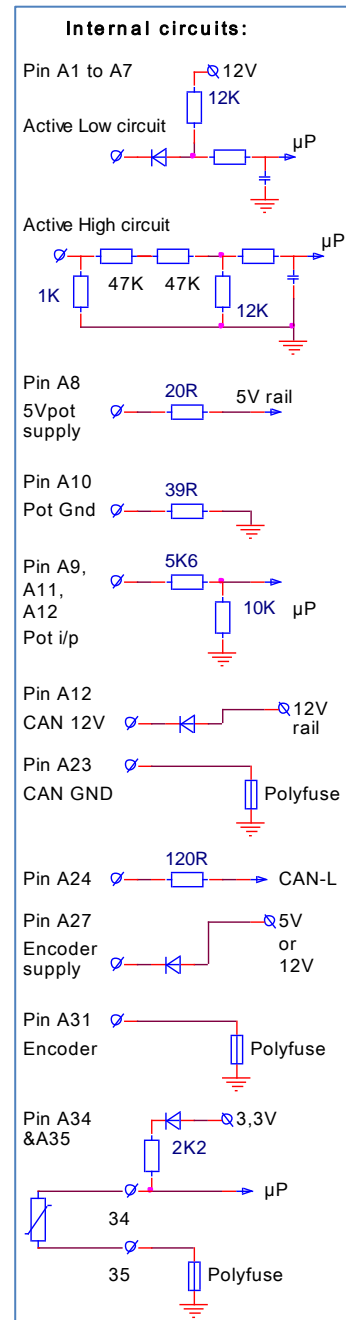 Internal circuits:
Pin A1 to A7
12V
12K
Active Low circuit
µP
Active High circuit
µP
47K 47K
1K
12K
Pin A8
5Vpot
supply
20R
5V rail
Pin A10
Pot Gnd
39R
Pin A9,
A11,
A12
Pot i/p
5K6
10K
µP
Pin A12
CAN 12V
12V
rail
Pin A23
CAN GND
Polyfuse
Pin A24
120R
CAN-L
Pin A27
Encoder
supply
5V
or
12V
Pin A31
Encoder
Polyfuse
Pin A34
&A35
3,3V
2K2
µP
34
35
Polyfuse